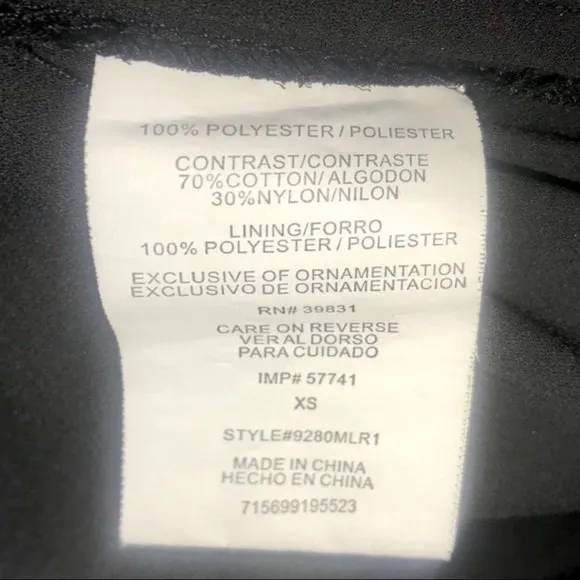 100% POLYESTER / POLIESTER
CONTRAST/CONTRASTE
70%COTTON/ ALGODON
30%NYLON/NILON
LINING/FORRO
100% POLYESTER / POLIESTER
EXCLUSIVE OF ORNAMENTATION
EXCLUSIVO DE ORNAMENTACION
RN# 39831
CARE ON REVERSE
VER AL DORSO
PARA CUIDADO
IMP# 57741
XS
STYLE#9280MLR1
MADE IN CHINA
HECHO EN CHINA
715699195523